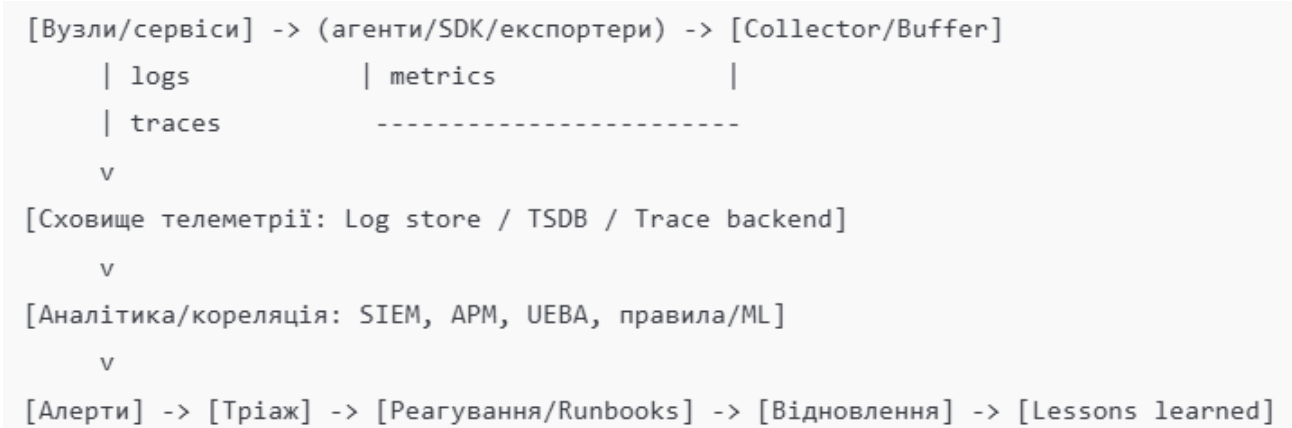 [Вузли/сервіси] -> (агенти/SDK/експортери) -> [Collector/Buffer]
| logs | metrics |
| traces ------------------------
v
[Сховище телеметрії: Log store / TSDB / Trace backend]
v
[Аналітика/кореляція: SIEM, APM, UEBA, правила/ML]
v
[Алерти] -> [Тріаж] -> [Реагування/Runbooks] -> [Відновлення] -> [Lessons learned]